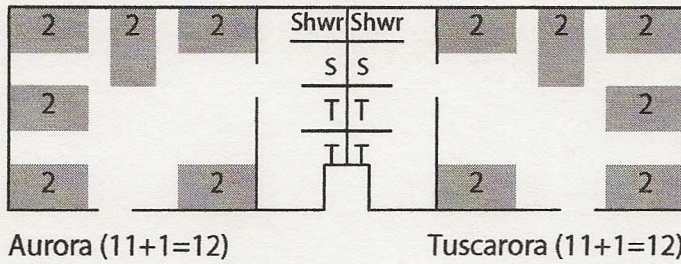 2 2 2 Shwr Shwr 2 2 2
S S
2 T T 2
T T
2 2 2 2
Aurora (11+1=12) Tuscarora (11+1=12)